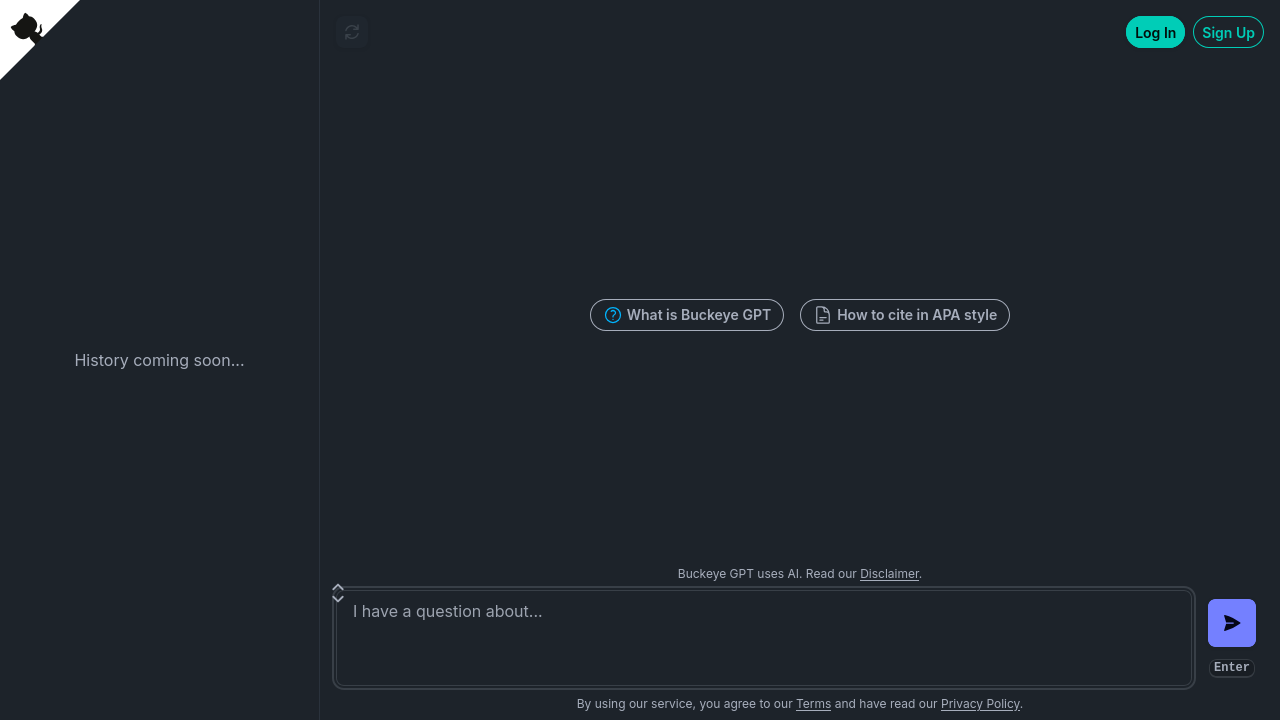 Log In
Sign Up
What is Buckeye GPT
How to cite in APA style
History coming soon...
Buckeye GPT uses AI. Read our Disclaimer.
I have a question about...
Enter
By using our service, you agree to our Terms and have read our Privacy Policy.